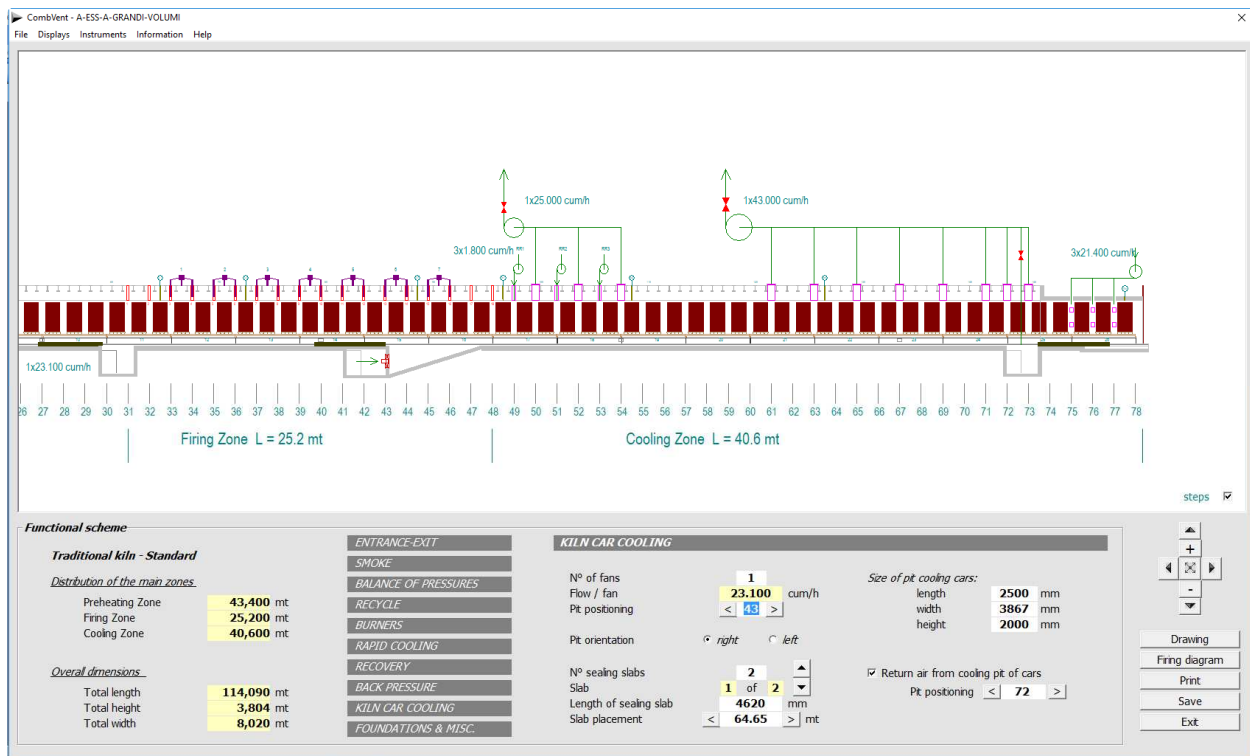 CombVent - A-ESS-A-GRANDI-VOLUMI
File Displays Instruments Information Help
1x25.000 cum/h
1x43.000 cum/h
3x1.800 cum/h
3x21.400 cum/h
1 2 3 4 5 6 7
1x23.100 cum/h
26 27 28 29 30 31 32 33 34 35 36 37 38 39 40 41 42 43 44 45 46 47 48 49 50 51 52 53 54 55 56 57 58 59 60 61 62 63 64 65 66 67 68 69 70 71 72 73 74 75 76 77 78
Firing Zone L = 25.2 mt
Cooling Zone L = 40.6 mt
steps
Functional scheme
Traditional kiln - Standard
Distribution of the main zones
Preheating Zone 43,400 mt
Firing Zone 25,200 mt
Cooling Zone 40,600 mt
Overall dimensions
Total length 114,090 mt
Total height 3,804 mt
Total width 8,020 mt
ENTRANCE-EXIT
SMOKE
BALANCE OF PRESSURES
RECYCLE
BURNERS
RAPID COOLING
RECOVERY
BACK PRESSURE
KILN CAR COOLING
FOUNDATIONS & MISC.
KILN CAR COOLING
Nº of fans 1
Flow / fan 23.100 cum/h
Pit positioning < 43 >
Pit orientation right left
Nº sealing slabs 2
Slab 1 of 2
Length of sealing slab 4620 mm
Slab placement < 64.65 > mt
Size of pit cooling cars:
length 2500 mm
width 3867 mm
height 2000 mm
Return air from cooling pit of cars
Pit positioning < 72 >
+
-
Drawing
Firing diagram
Print
Save
Exit